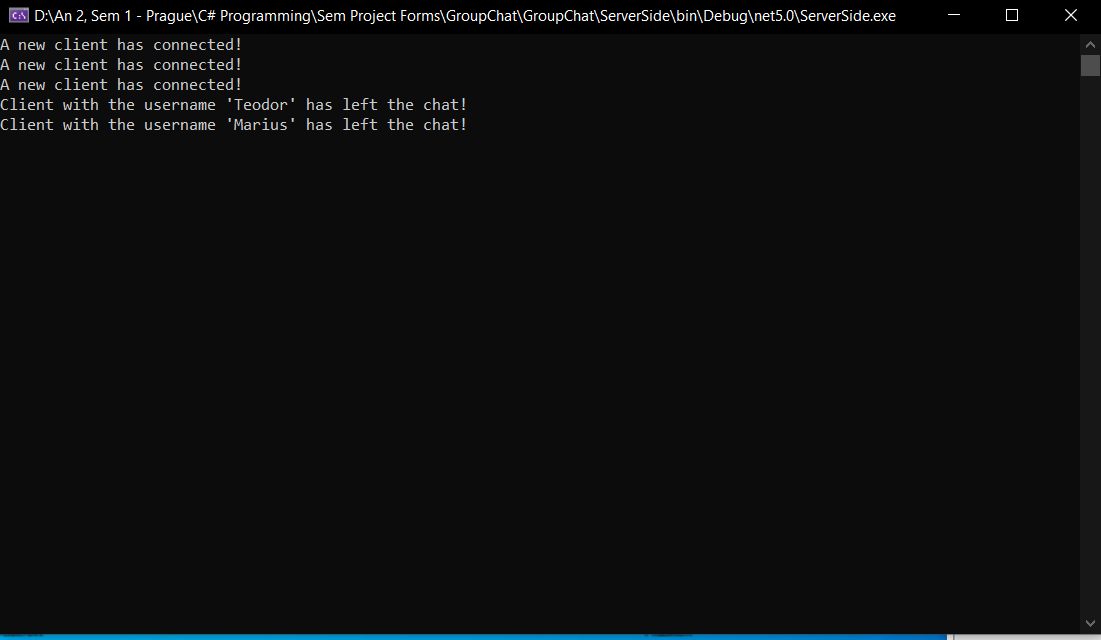 D:\An 2, Sem 1 - Prague\C# Programming\Sem Project Forms\GroupChat\GroupChat\ServerSide\bin\Debug\net5.0\ServerSide.exe
A new client has connected!
A new client has connected!
A new client has connected!
Client with the username 'Teodor' has left the chat!
Client with the username 'Marius' has left the chat!